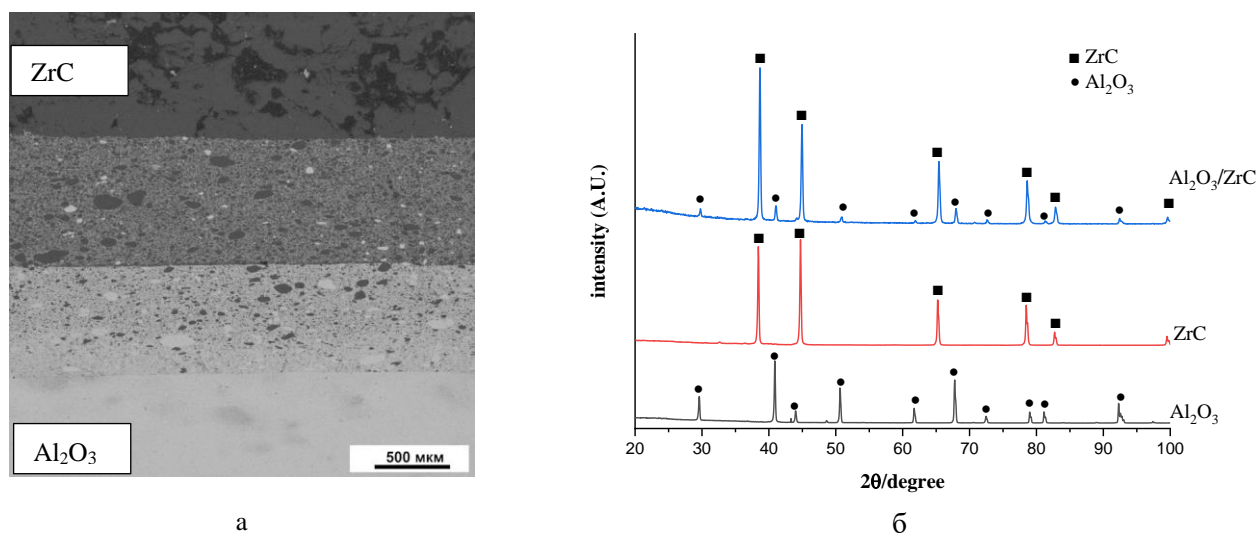 ZrC
Al₂O₃
500 мкм
а
■ ZrC
● Al₂O₃
Al₂O₃/ZrC
ZrC
Al₂O₃
intensity (A.U.)
20 30 40 50 60 70 80 90 100
2θ/degree
б